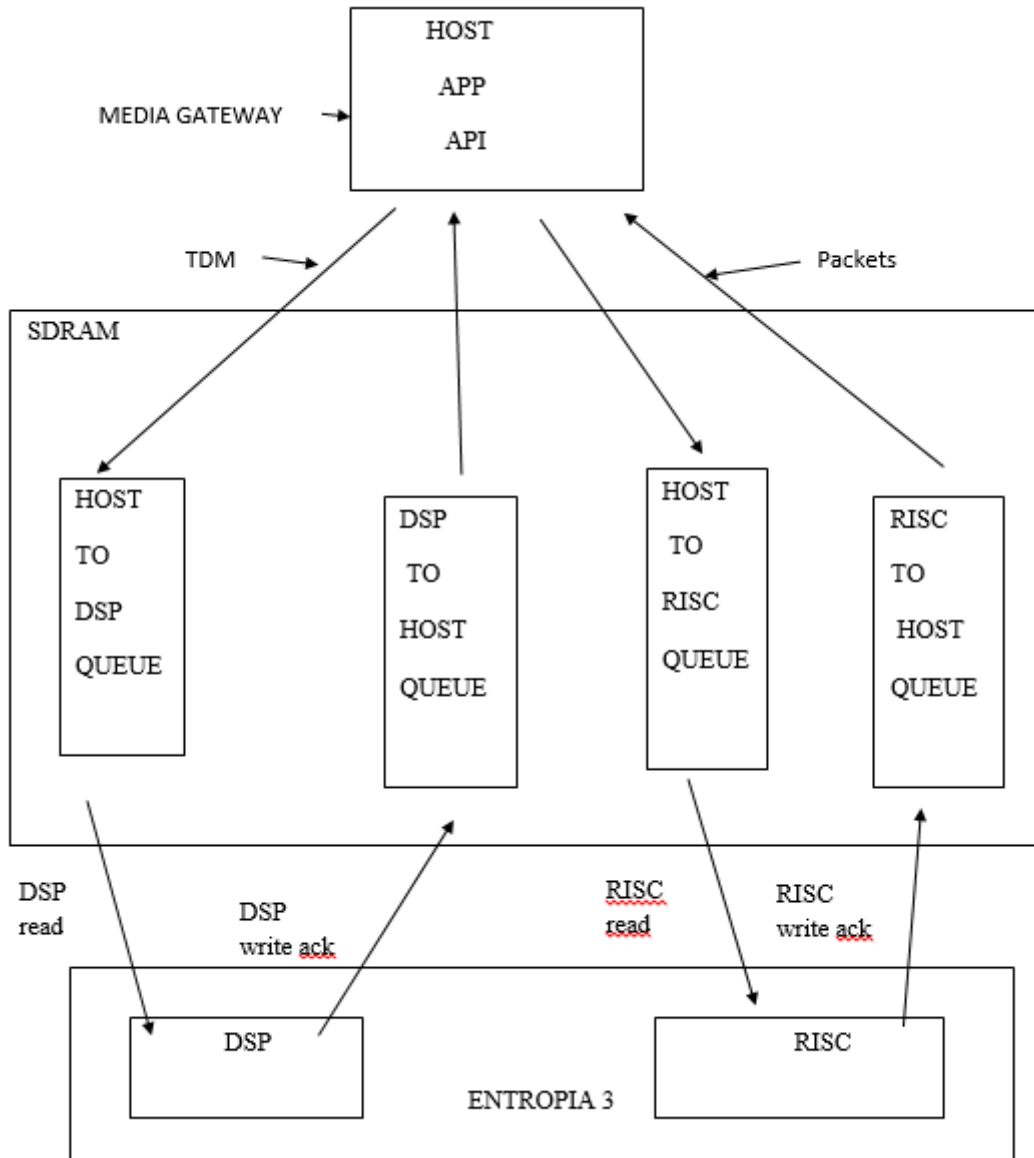 HOST
APP
API
MEDIA GATEWAY
TDM
Packets
SDRAM
HOST
TO
DSP
QUEUE
DSP
TO
HOST
QUEUE
HOST
TO
RISC
QUEUE
RISC
TO
HOST
QUEUE
DSP
read
DSP
write ack
RISC
read
RISC
write ack
DSP
RISC
ENTROPIA 3